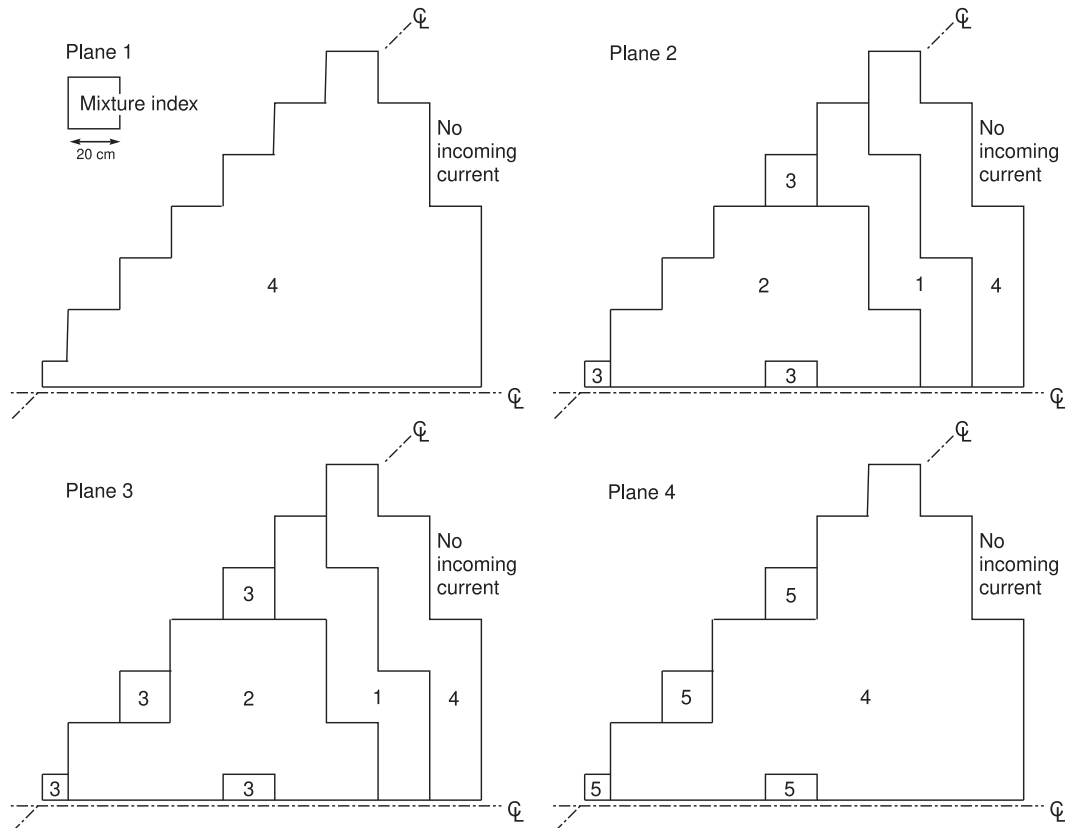 ℄
Plane 1
Mixture index
20 cm
No
incoming
current
4
℄
℄
Plane 2
No
incoming
current
3
2
1
4
3
3
℄
℄
Plane 3
No
incoming
current
3
3
2
1
4
3
3
℄
℄
Plane 4
No
incoming
current
5
5
4
5
5
℄